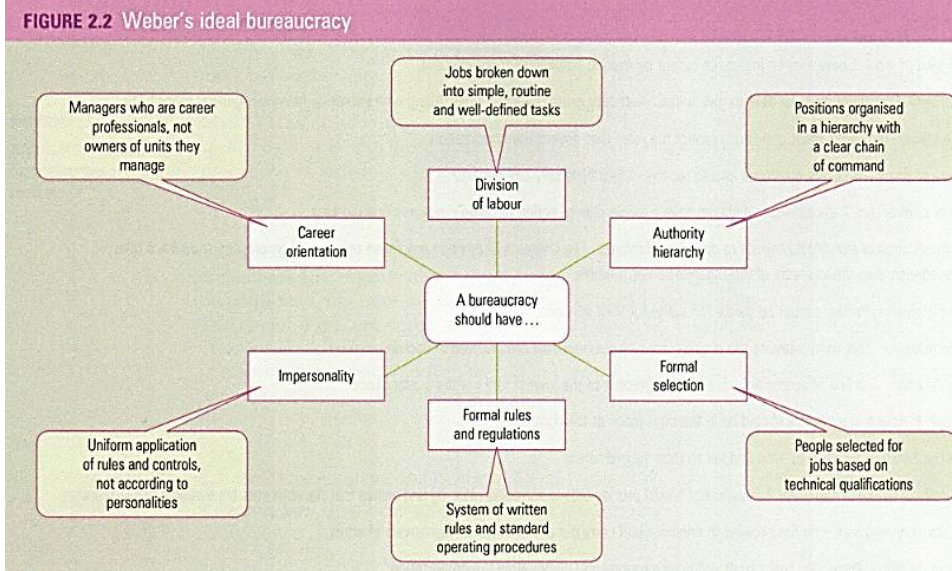 FIGURE 2.2 Weber's ideal bureaucracy
Jobs broken down
into simple, routine
and well-defined tasks
Managers who are career
professionals, not
owners of units they
manage
Positions organised
in a hierarchy with
a clear chain
of command
Division
of labour
Career
orientation
Authority
hierarchy
A bureaucracy
should have...
Impersonality
Formal
selection
Formal rules
and regulations
Uniform application
of rules and controls,
not according to
personalities
People selected for
jobs based on
technical qualifications
System of written
rules and standard
operating procedures